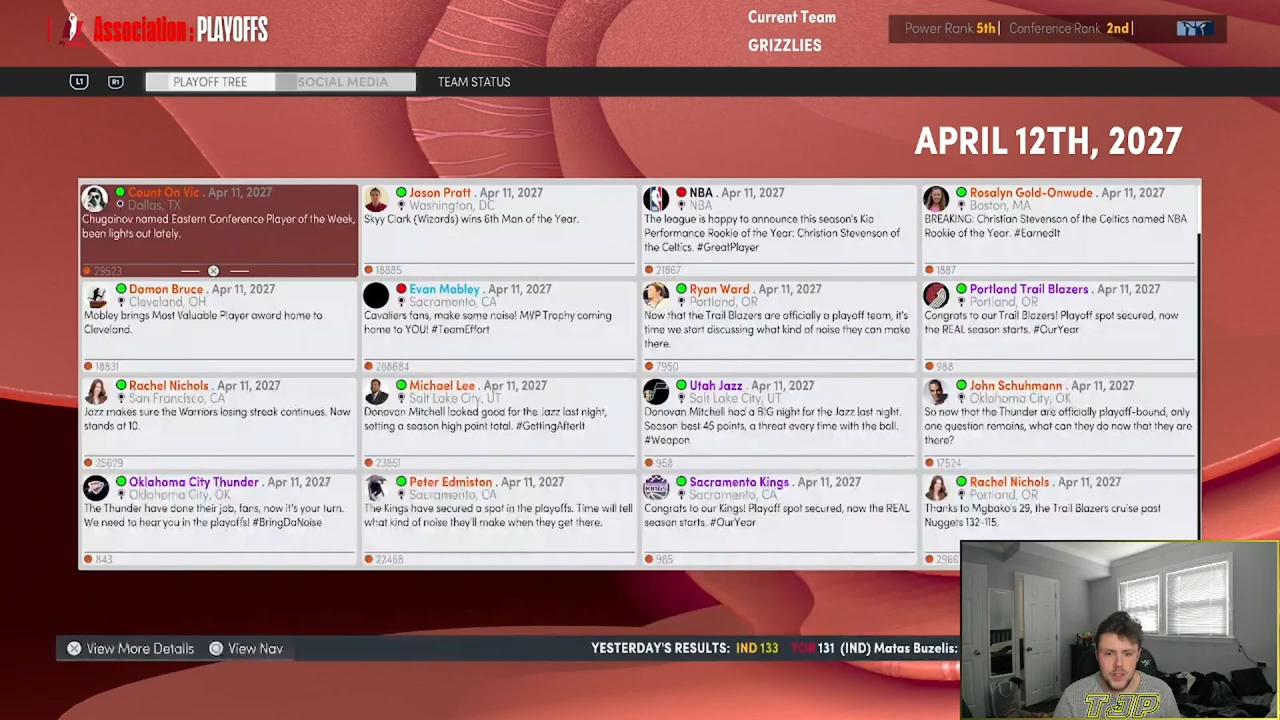 Association: PLAYOFFS
Current Team
GRIZZLIES
Power Rank 5th| Conference Rank 2nd|
L1 R1 PLAYOFF TREE SOCIAL MEDIA TEAM STATUS
APRIL 12TH, 2027
Count On Vic . Apr 11, 2027
Dallas, TX
Chugainov named Eastern Conference Player of the Week,
been lights out lately.
29523
Jason Pratt . Apr 11, 2027
Washington, DC
Skyy Clark (Wizards) wins 6th Man of the Year.
18885
NBA . Apr 11, 2027
NBA
The league is happy to announce this season's Kia
Performance Rookie of the Year: Christian Stevenson of
the Celtics. #GreatPlayer
21867
Rosalyn Gold-Onwude . Apr 11, 2027
Boston, MA
BREAKING: Christian Stevenson of the Celtics named NBA
Rookie of the Year. #EarnedIt
1887
Damon Bruce . Apr 11, 2027
Cleveland, OH
Mobley brings Most Valuable Player award home to
Cleveland.
18831
Evan Mobley . Apr 11, 2027
Sacramento, CA
Cavaliers fans, make some noise! MVP Trophy coming
home to YOU! #TeamEffort
288684
Ryan Ward . Apr 11, 2027
Portland, OR
Now that the Trail Blazers are officially a playoff team, it's
time we start discussing what kind of noise they can make
there.
7950
Portland Trail Blazers . Apr 11, 2027
Portland, OR
Congrats to our Trail Blazers! Playoff spot secured, now
the REAL season starts. #OurYear
988
Rachel Nichols . Apr 11, 2027
San Francisco, CA
Jazz makes sure the Warriors losing streak continues. Now
stands at 10.
25629
Michael Lee . Apr 11, 2027
Salt Lake City, UT
Donovan Mitchell looked good for the Jazz last night,
setting a season high point total. #GettingAfterIt
23851
Utah Jazz . Apr 11, 2027
Salt Lake City, UT
Donovan Mitchell had a BIG night for the Jazz last night.
Season best 45 points, a threat every time with the ball.
#Weapon
958
John Schuhmann . Apr 11, 2027
Oklahoma City, OK
So now that the Thunder are officially playoff-bound, only
one question remains, what can they do now that they are
there?
17524
Oklahoma City Thunder . Apr 11, 2027
Oklahoma City, OK
The Thunder have done their job, fans, now it's your turn.
We need to hear you in the playoffs! #BringDaNoise
843
Peter Edmiston . Apr 11, 2027
Sacramento, CA
The Kings have secured a spot in the playoffs. Time will tell
what kind of noise they'll make when they get there.
22468
Sacramento Kings . Apr 11, 2027
Sacramento, CA
Congrats to our Kings! Playoff spot secured, now the REAL
season starts. #OurYear
985
Rachel Nichols . Apr 11, 2027
Portland, OR
Thanks to Mgbako's 29, the Trail Blazers cruise past
Nuggets 132-115.
View More Details View Nav
YESTERDAY'S RESULTS: IND 133 TOR 131 (IND) Matas Buzelis:
TJP